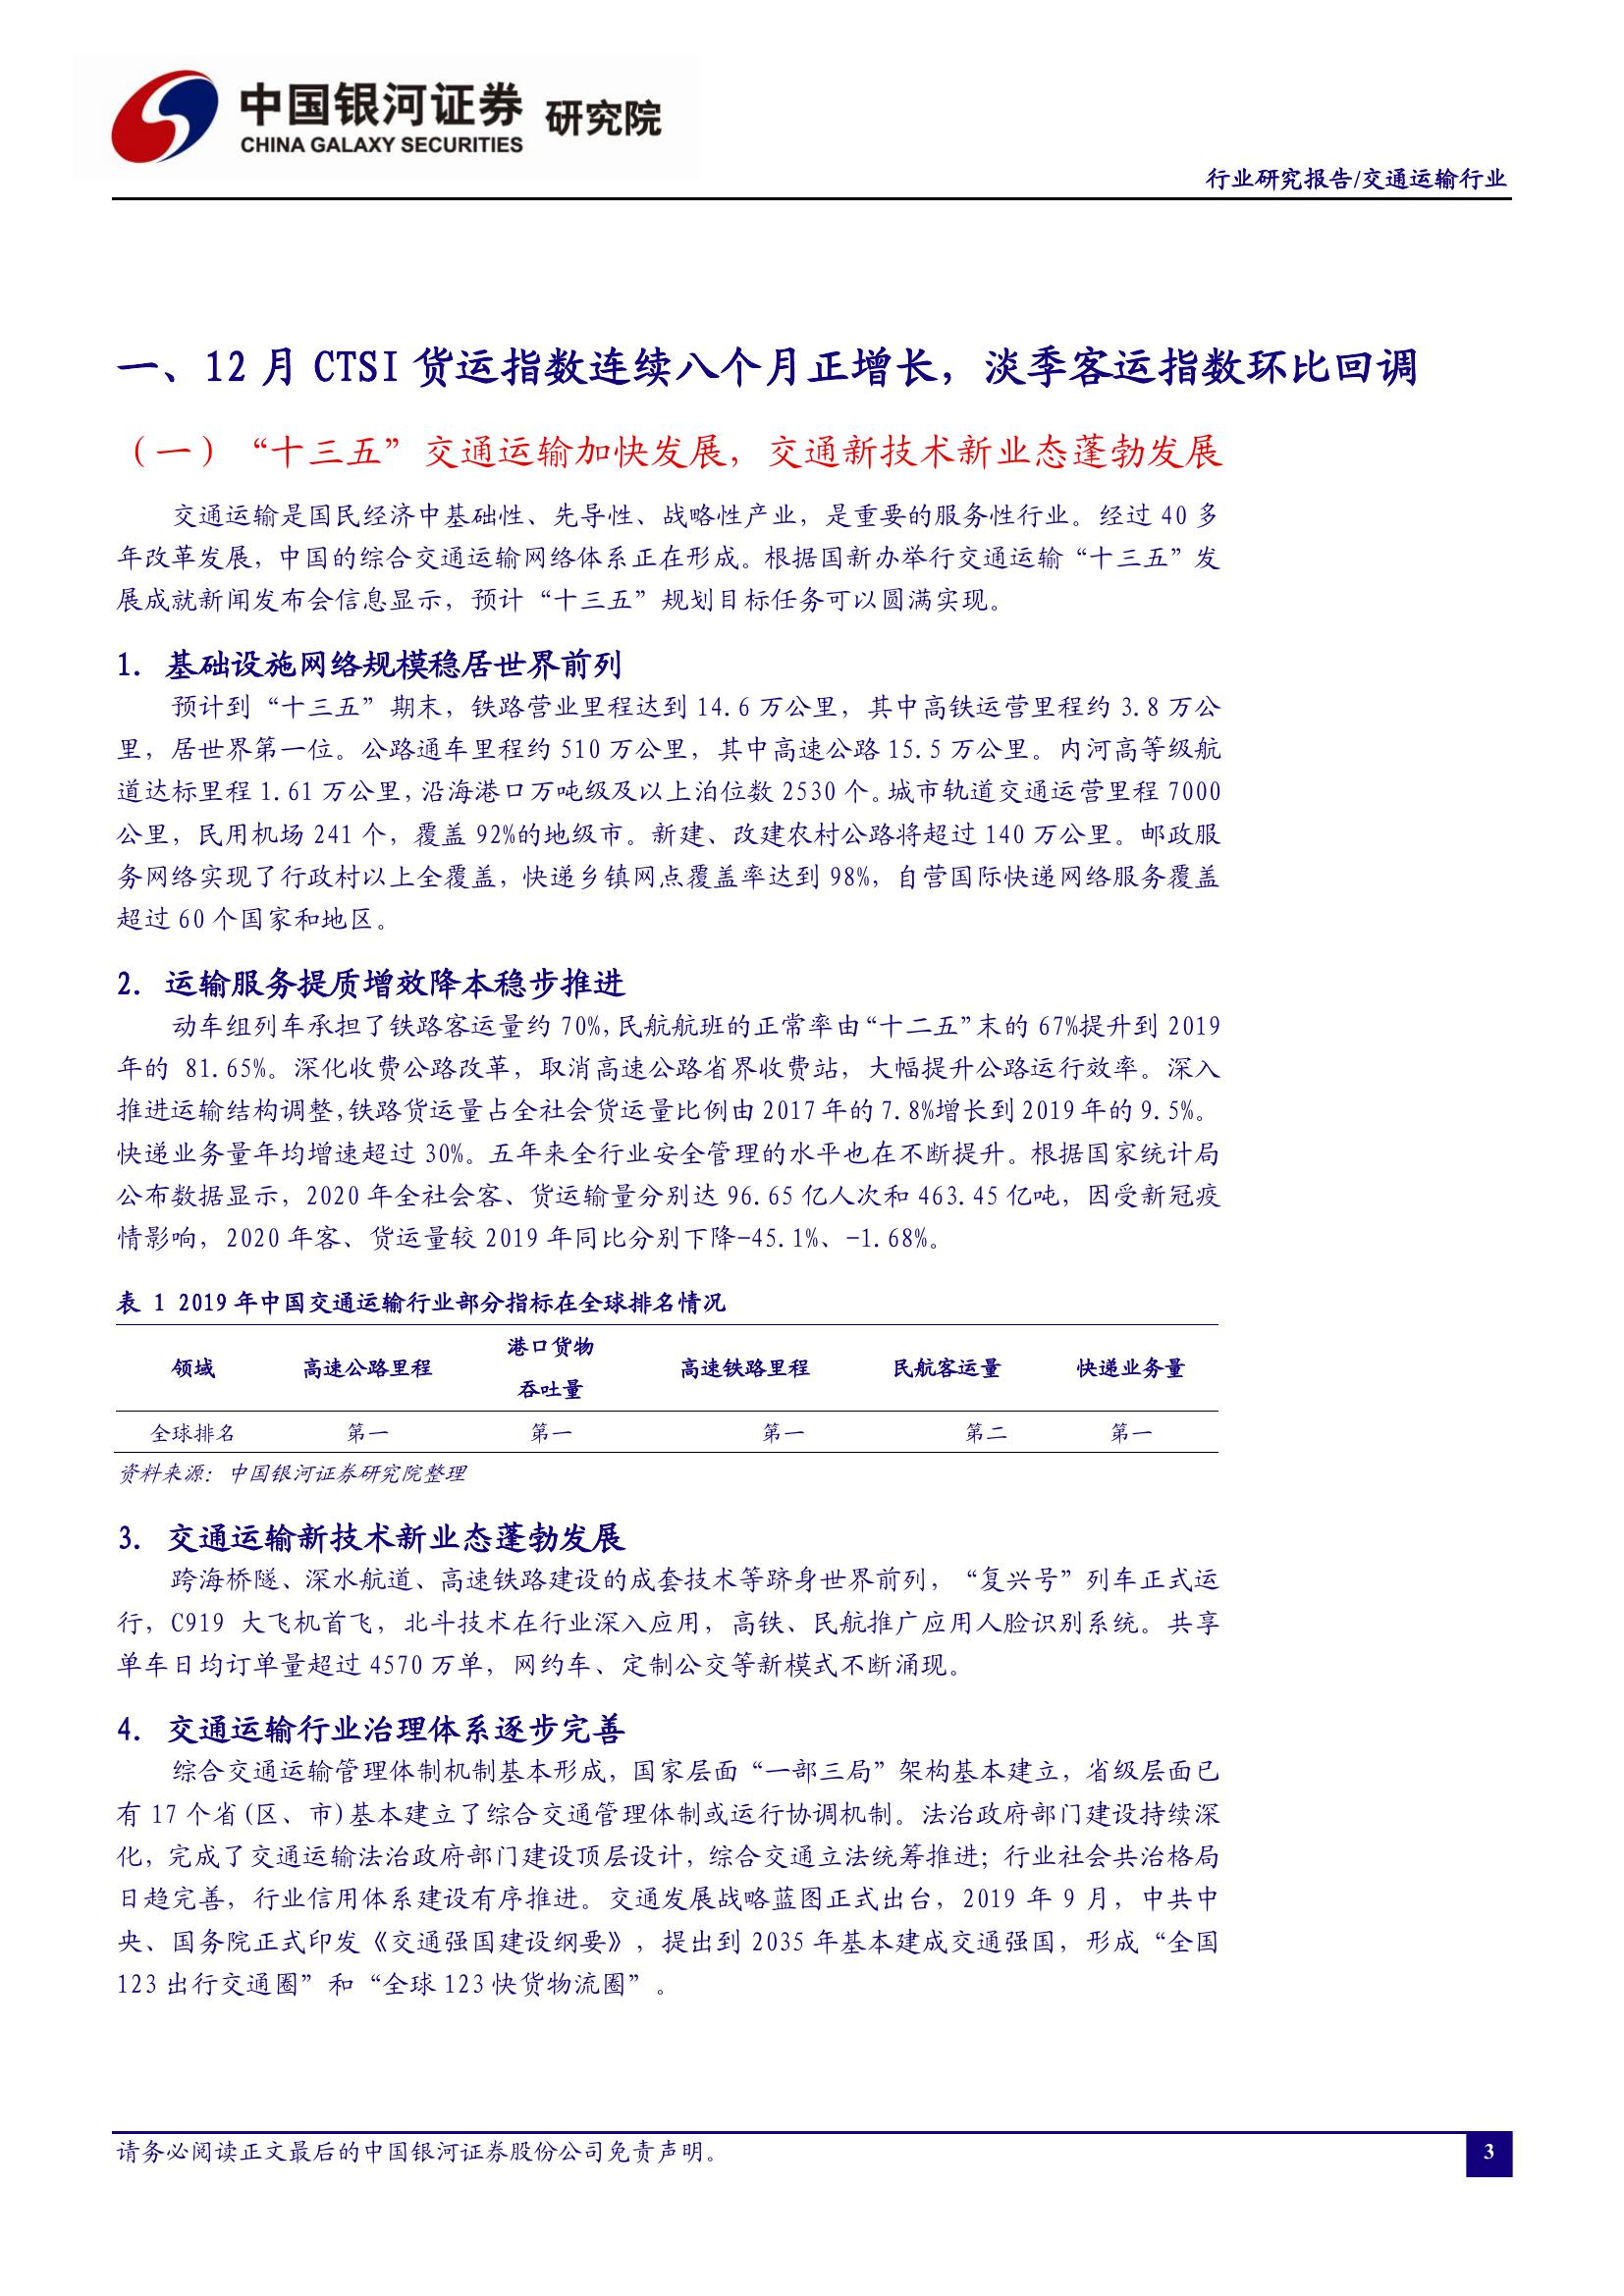 中国银河证券 研究院
CHINA GALAXY SECURITIES
行业研究报告/交通运输行业
一、12 月 CTSI 货运指数连续八个月正增长，淡季客运指数环比回调
（一）“十三五”交通运输加快发展，交通新技术新业态蓬勃发展
交通运输是国民经济中基础性、先导性、战略性产业，是重要的服务性行业。经过 40 多
年改革发展，中国的综合交通运输网络体系正在形成。根据国新办举行交通运输“十三五”发
展成就新闻发布会信息显示，预计“十三五”规划目标任务可以圆满实现。
1. 基础设施网络规模稳居世界前列
预计到“十三五”期末，铁路营业里程达到 14.6 万公里，其中高铁运营里程约 3.8 万公
里，居世界第一位。公路通车里程约 510 万公里，其中高速公路 15.5 万公里。内河高等级航
道达标里程 1.61 万公里，沿海港口万吨级及以上泊位数 2530 个。城市轨道交通运营里程 7000
公里，民用机场 241 个，覆盖 92%的地级市。新建、改建农村公路将超过 140 万公里。邮政服
务网络实现了行政村以上全覆盖，快递乡镇网点覆盖率达到 98%，自营国际快递网络服务覆盖
超过 60 个国家和地区。
2. 运输服务提质增效降本稳步推进
动车组列车承担了铁路客运量约 70%，民航航班的正常率由“十二五”末的 67%提升到 2019
年的 81.65%。深化收费公路改革，取消高速公路省界收费站，大幅提升公路运行效率。深入
推进运输结构调整，铁路货运量占全社会货运量比例由 2017 年的 7.8%增长到 2019 年的 9.5%。
快递业务量年均增速超过 30%。五年来全行业安全管理的水平也在不断提升。根据国家统计局
公布数据显示，2020 年全社会客、货运输量分别达 96.65 亿人次和 463.45 亿吨，因受新冠疫
情影响，2020 年客、货运量较 2019 年同比分别下降-45.1%、-1.68%。
表 1 2019 年中国交通运输行业部分指标在全球排名情况
领域 高速公路里程 港口货物吞吐量 高速铁路里程 民航客运量 快递业务量
全球排名 第一 第一 第一 第二 第一
资料来源：中国银河证券研究院整理
3. 交通运输新技术新业态蓬勃发展
跨海桥隧、深水航道、高速铁路建设的成套技术等跻身世界前列，“复兴号”列车正式运
行，C919 大飞机首飞，北斗技术在行业深入应用，高铁、民航推广应用人脸识别系统。共享
单车日均订单量超过 4570 万单，网约车、定制公交等新模式不断涌现。
4. 交通运输行业治理体系逐步完善
综合交通运输管理体制机制基本形成，国家层面“一部三局”架构基本建立，省级层面已
有 17 个省(区、市)基本建立了综合交通管理体制或运行协调机制。法治政府部门建设持续深
化，完成了交通运输法治政府部门建设顶层设计，综合交通立法统筹推进；行业社会共治格局
日趋完善，行业信用体系建设有序推进。交通发展战略蓝图正式出台，2019 年 9 月，中共中
央、国务院正式印发《交通强国建设纲要》，提出到 2035 年基本建成交通强国，形成“全国
123 出行交通圈”和“全球 123 快货物流圈”。
请务必阅读正文最后的中国银河证券股份公司免责声明。
3